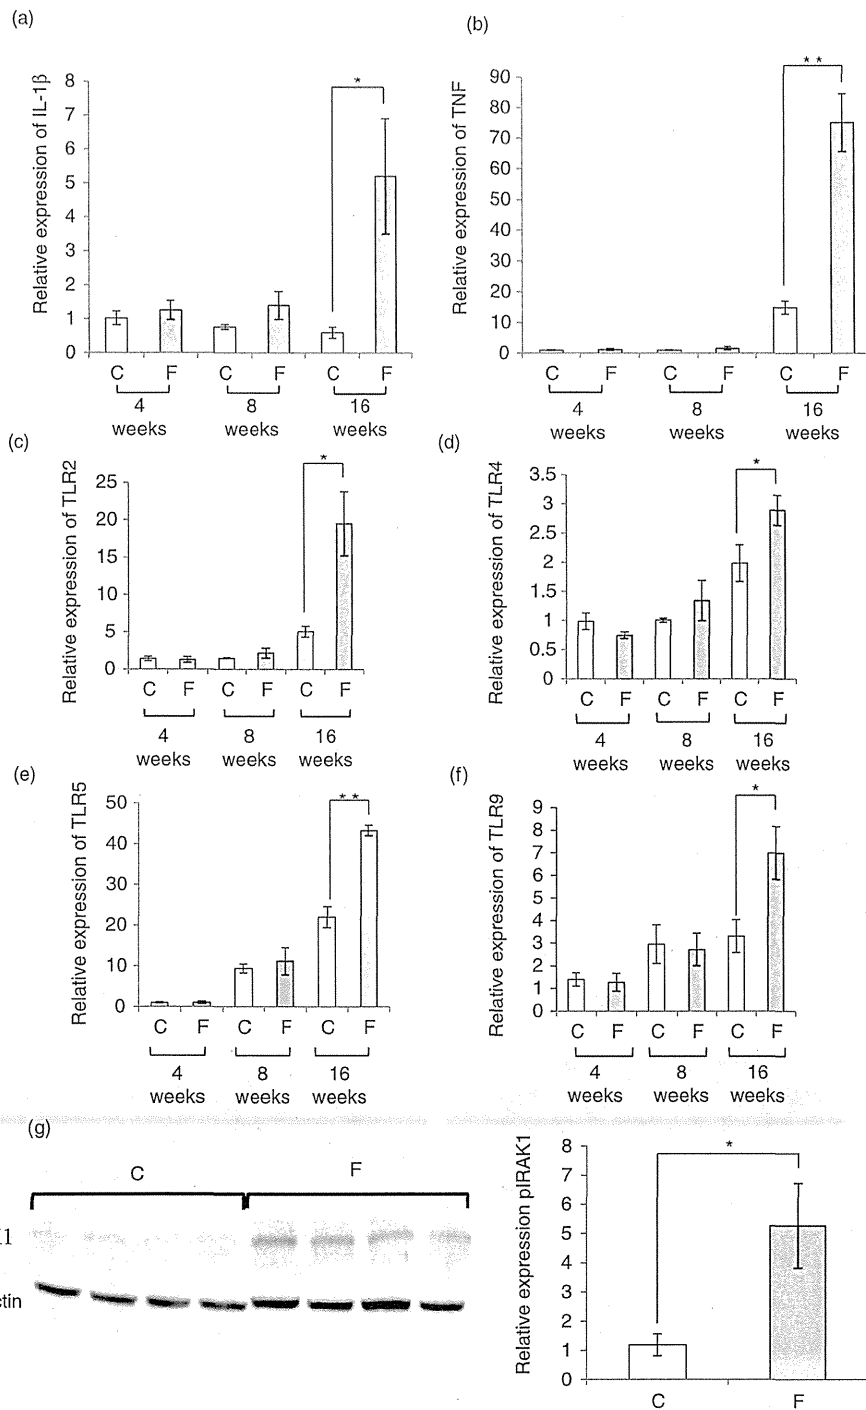 (a)
Relative expression of IL-1β
8
7
6
5
4
3
2
1
0
*
C F C F C F
4 8 16
weeks weeks weeks
(b)
Relative expression of TNF
90
80
70
60
50
40
30
20
10
0
* *
C F C F C F
4 8 16
weeks weeks weeks
(c)
Relative expression of TLR2
25
20
15
10
5
0
*
C F C F C F
4 8 16
weeks weeks weeks
(d)
Relative expression of TLR4
3.5
3
2.5
2
1.5
1
0.5
0
*
C F C F C F
4 8 16
weeks weeks weeks
(e)
Relative expression of TLR5
50
40
30
20
10
0
* *
C F C F C F
4 8 16
weeks weeks weeks
(f)
Relative expression of TLR9
9
8
7
6
5
4
3
2
1
0
*
C F C F C F
4 8 16
weeks weeks weeks
(g)
C F
ctin
Relative expression pIRAK1
8
7
6
5
4
3
2
1
0
*
C F